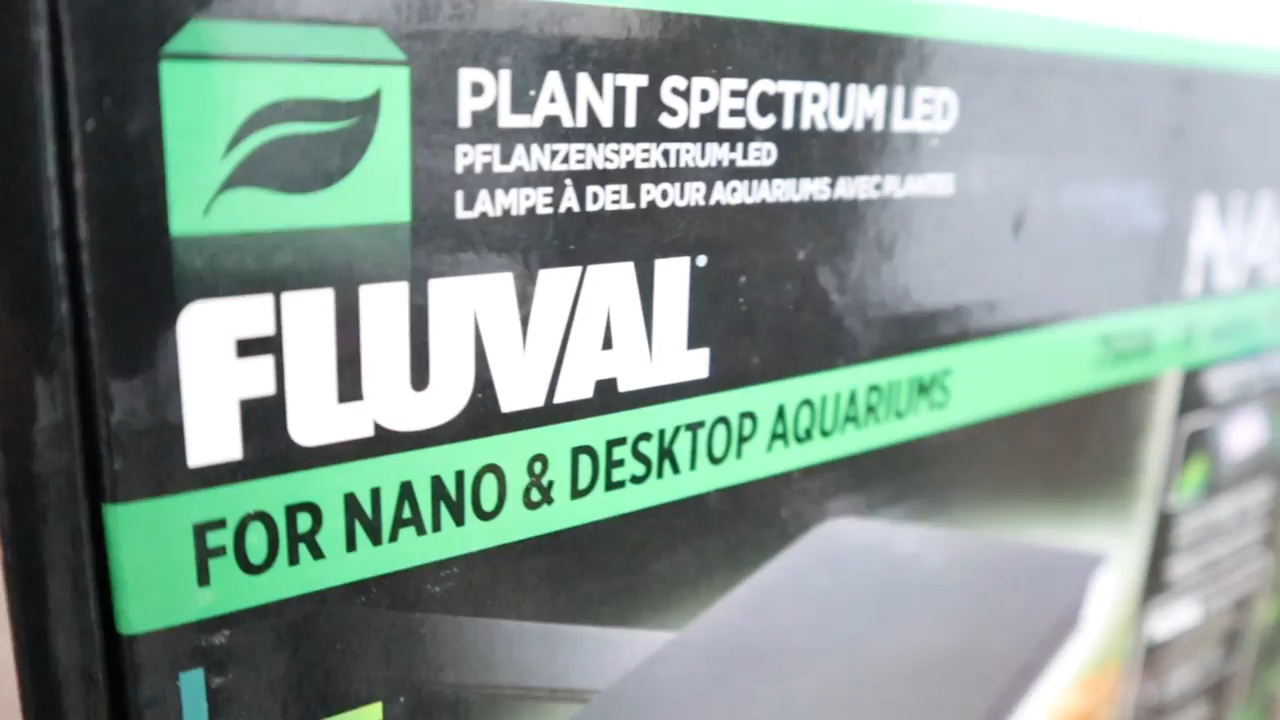 PLANT SPECTRUM LED
PFLANZENSPEKTRUM-LED
LAMPE À DEL POUR AQUARIUMS AVEC PLANTES
FLUVAL
FOR NANO & DESKTOP AQUARIUMS